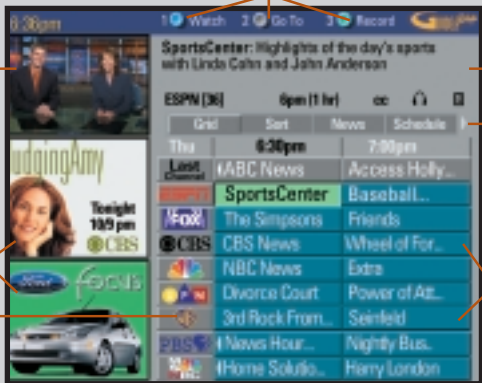 6:36pm
1 Watch 2 Go To 3 Record
SportsCenter: Highlights of the day's sports
with Linda Cohn and John Anderson
ESPN [36] 6pm (1 hr) cc
Grid Sort News Schedule
Thu 6:30pm 7:00pm
Last Channel ABC News Access Holly...
ESPN SportsCenter Baseball...
FOX The Simpsons Friends
CBS CBS News Wheel of For...
NBC News Extra
UPN Divorce Court Power of Att...
WB 3rd Rock From... Seinfeld
PBS News Hour... Nightly Bus..
Home Solutio... Harry London
JudgingAmy
Tonight
10/9 pm
CBS
Ford focus